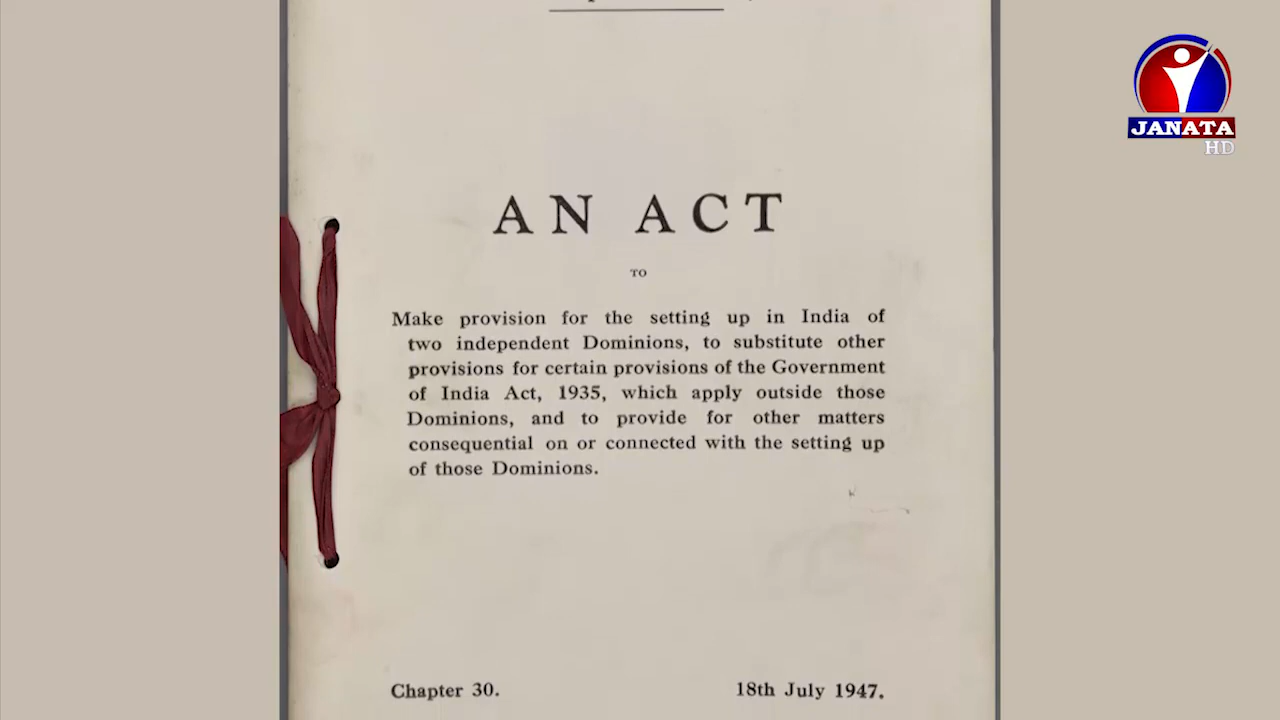 JANATA
HD
AN ACT
TO
Make provision for the setting up in India of
two independent Dominions, to substitute other
provisions for certain provisions of the Government
of India Act, 1935, which apply outside those
Dominions, and to provide for other matters
consequential on or connected with the setting up
of those Dominions.
Chapter 30.
18th July 1947.